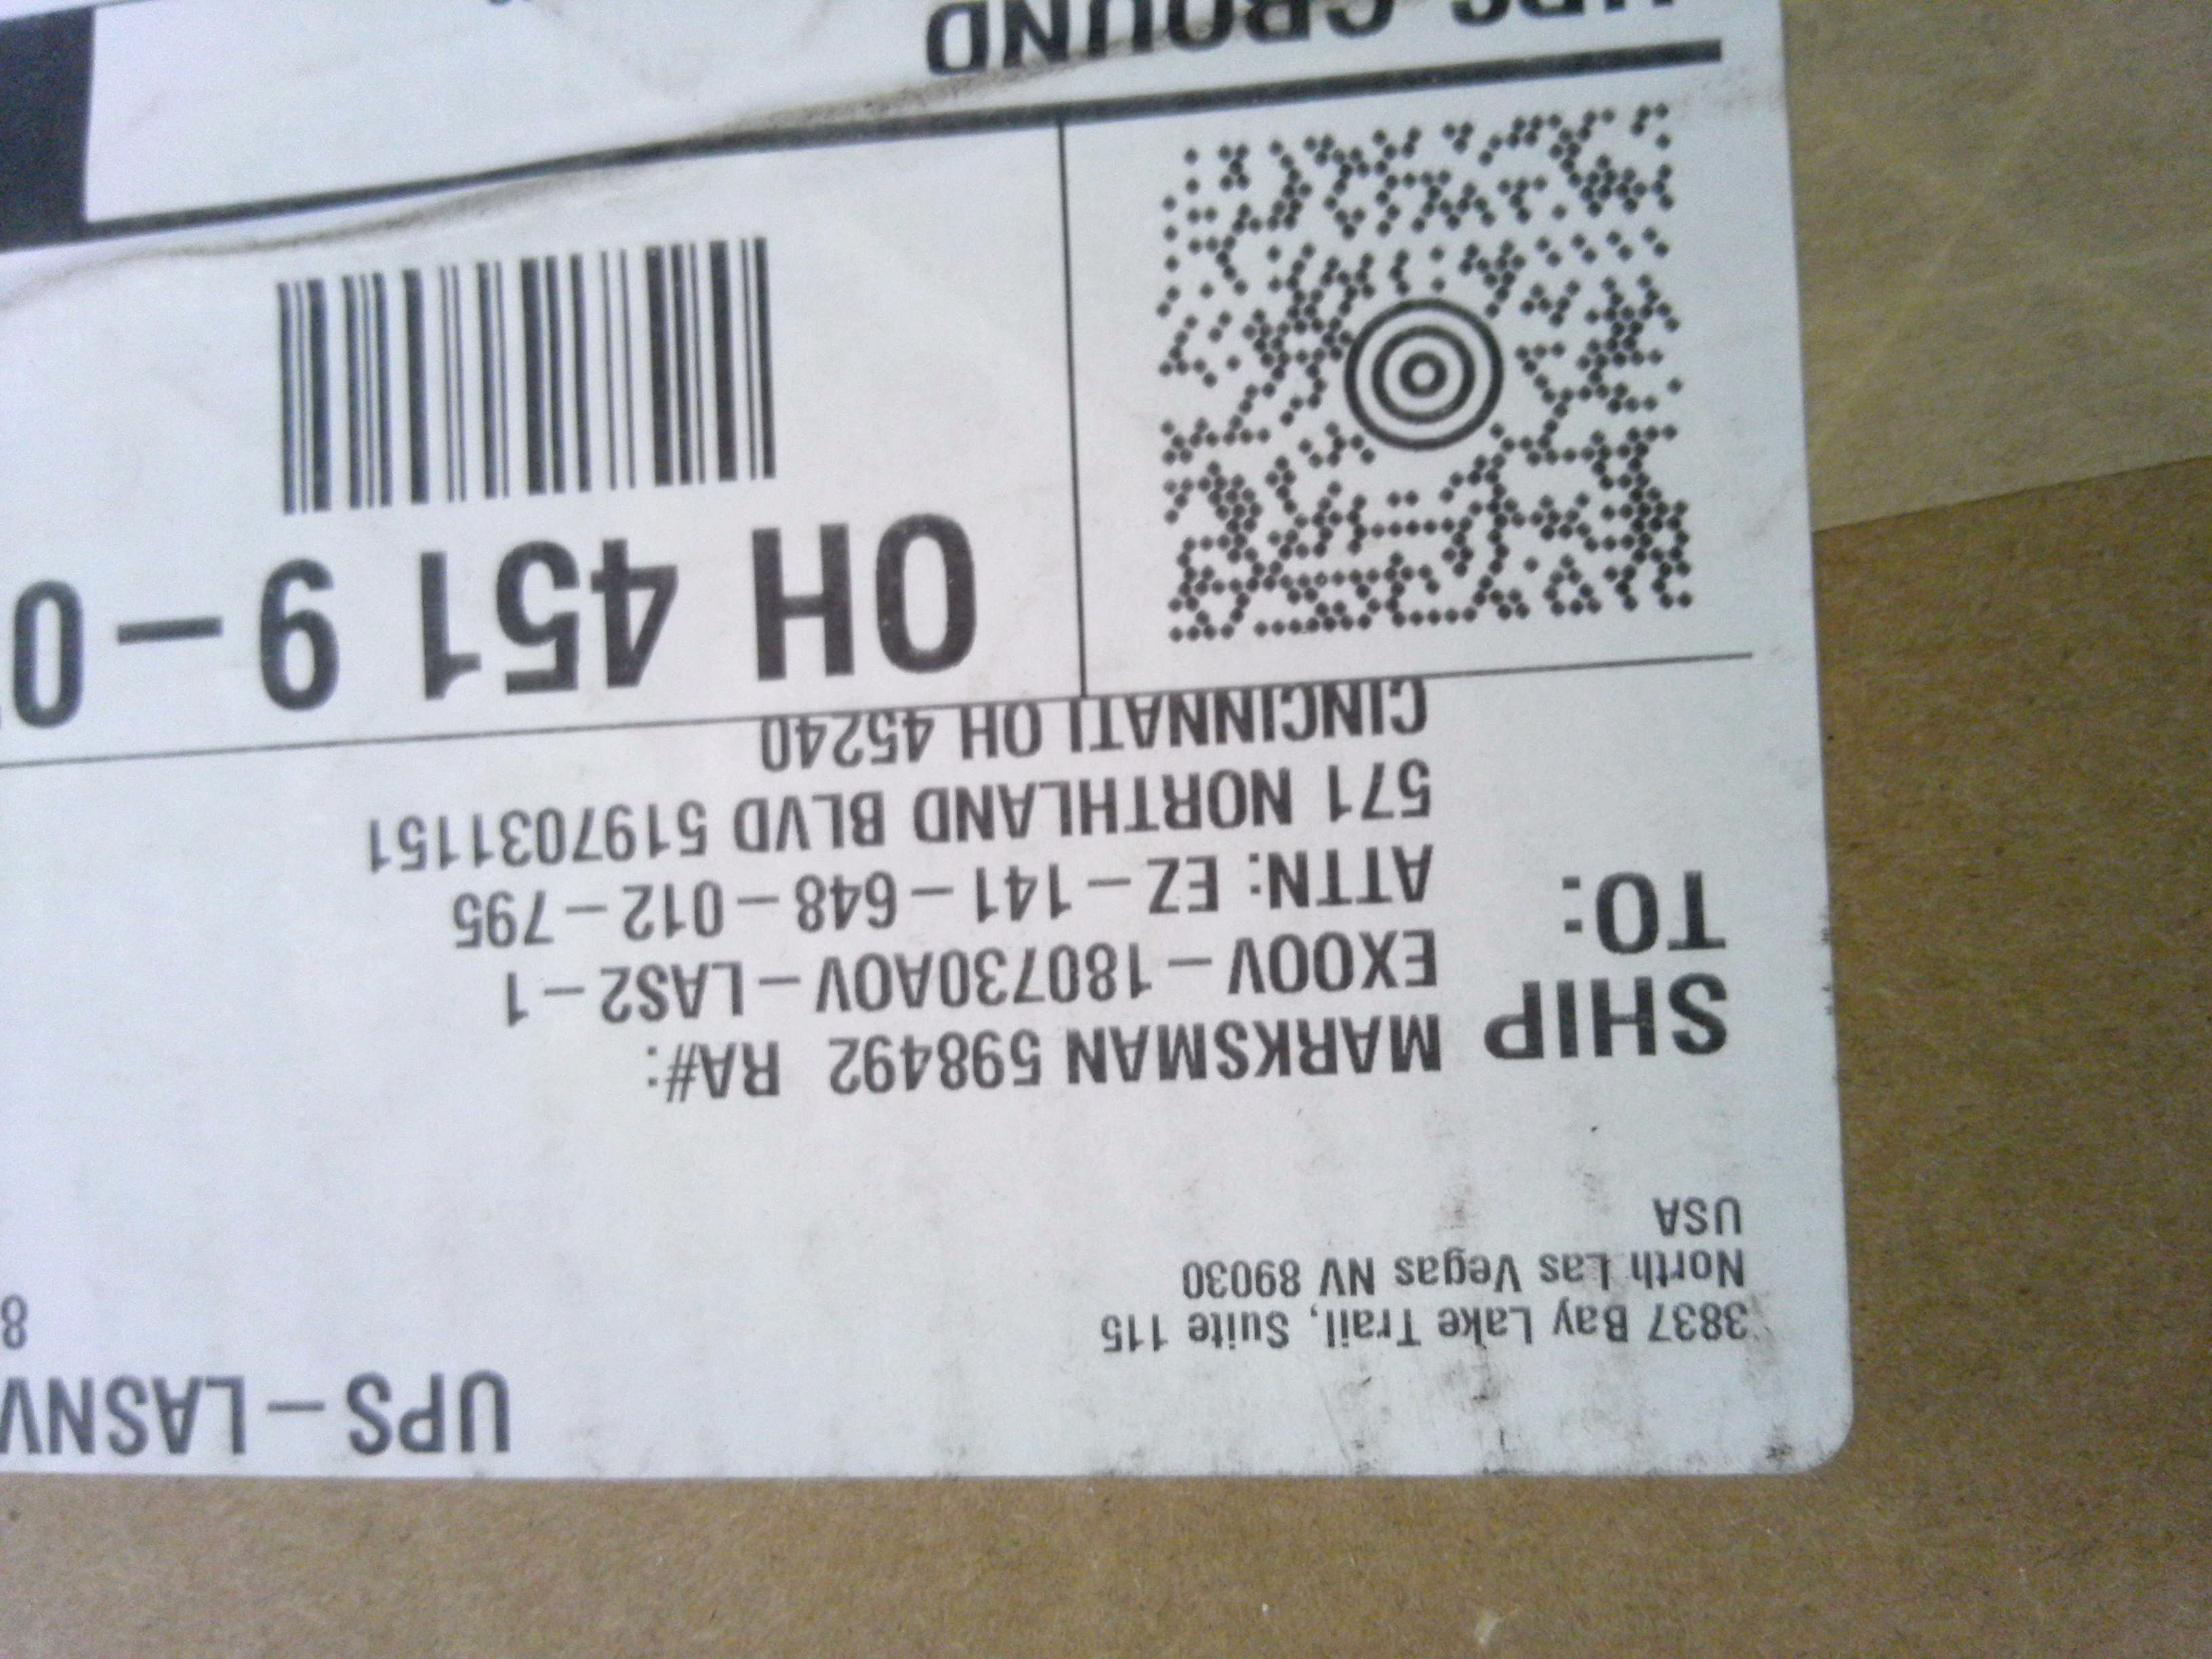 UPS-LASNV
8
3837 Bay Lake Trail, Suite 115
North Las Vegas NV 89030
USA
SHIP
TO:
MARKSMAN 598492 RA#:
EXOOV-180730AOV-LAS2-1
ATTN: EZ-141-648-012-795
571 NORTHLAND BLVD 5197031151
CINCINNATI OH 45240
OH 451 9-0
UPS GROUND